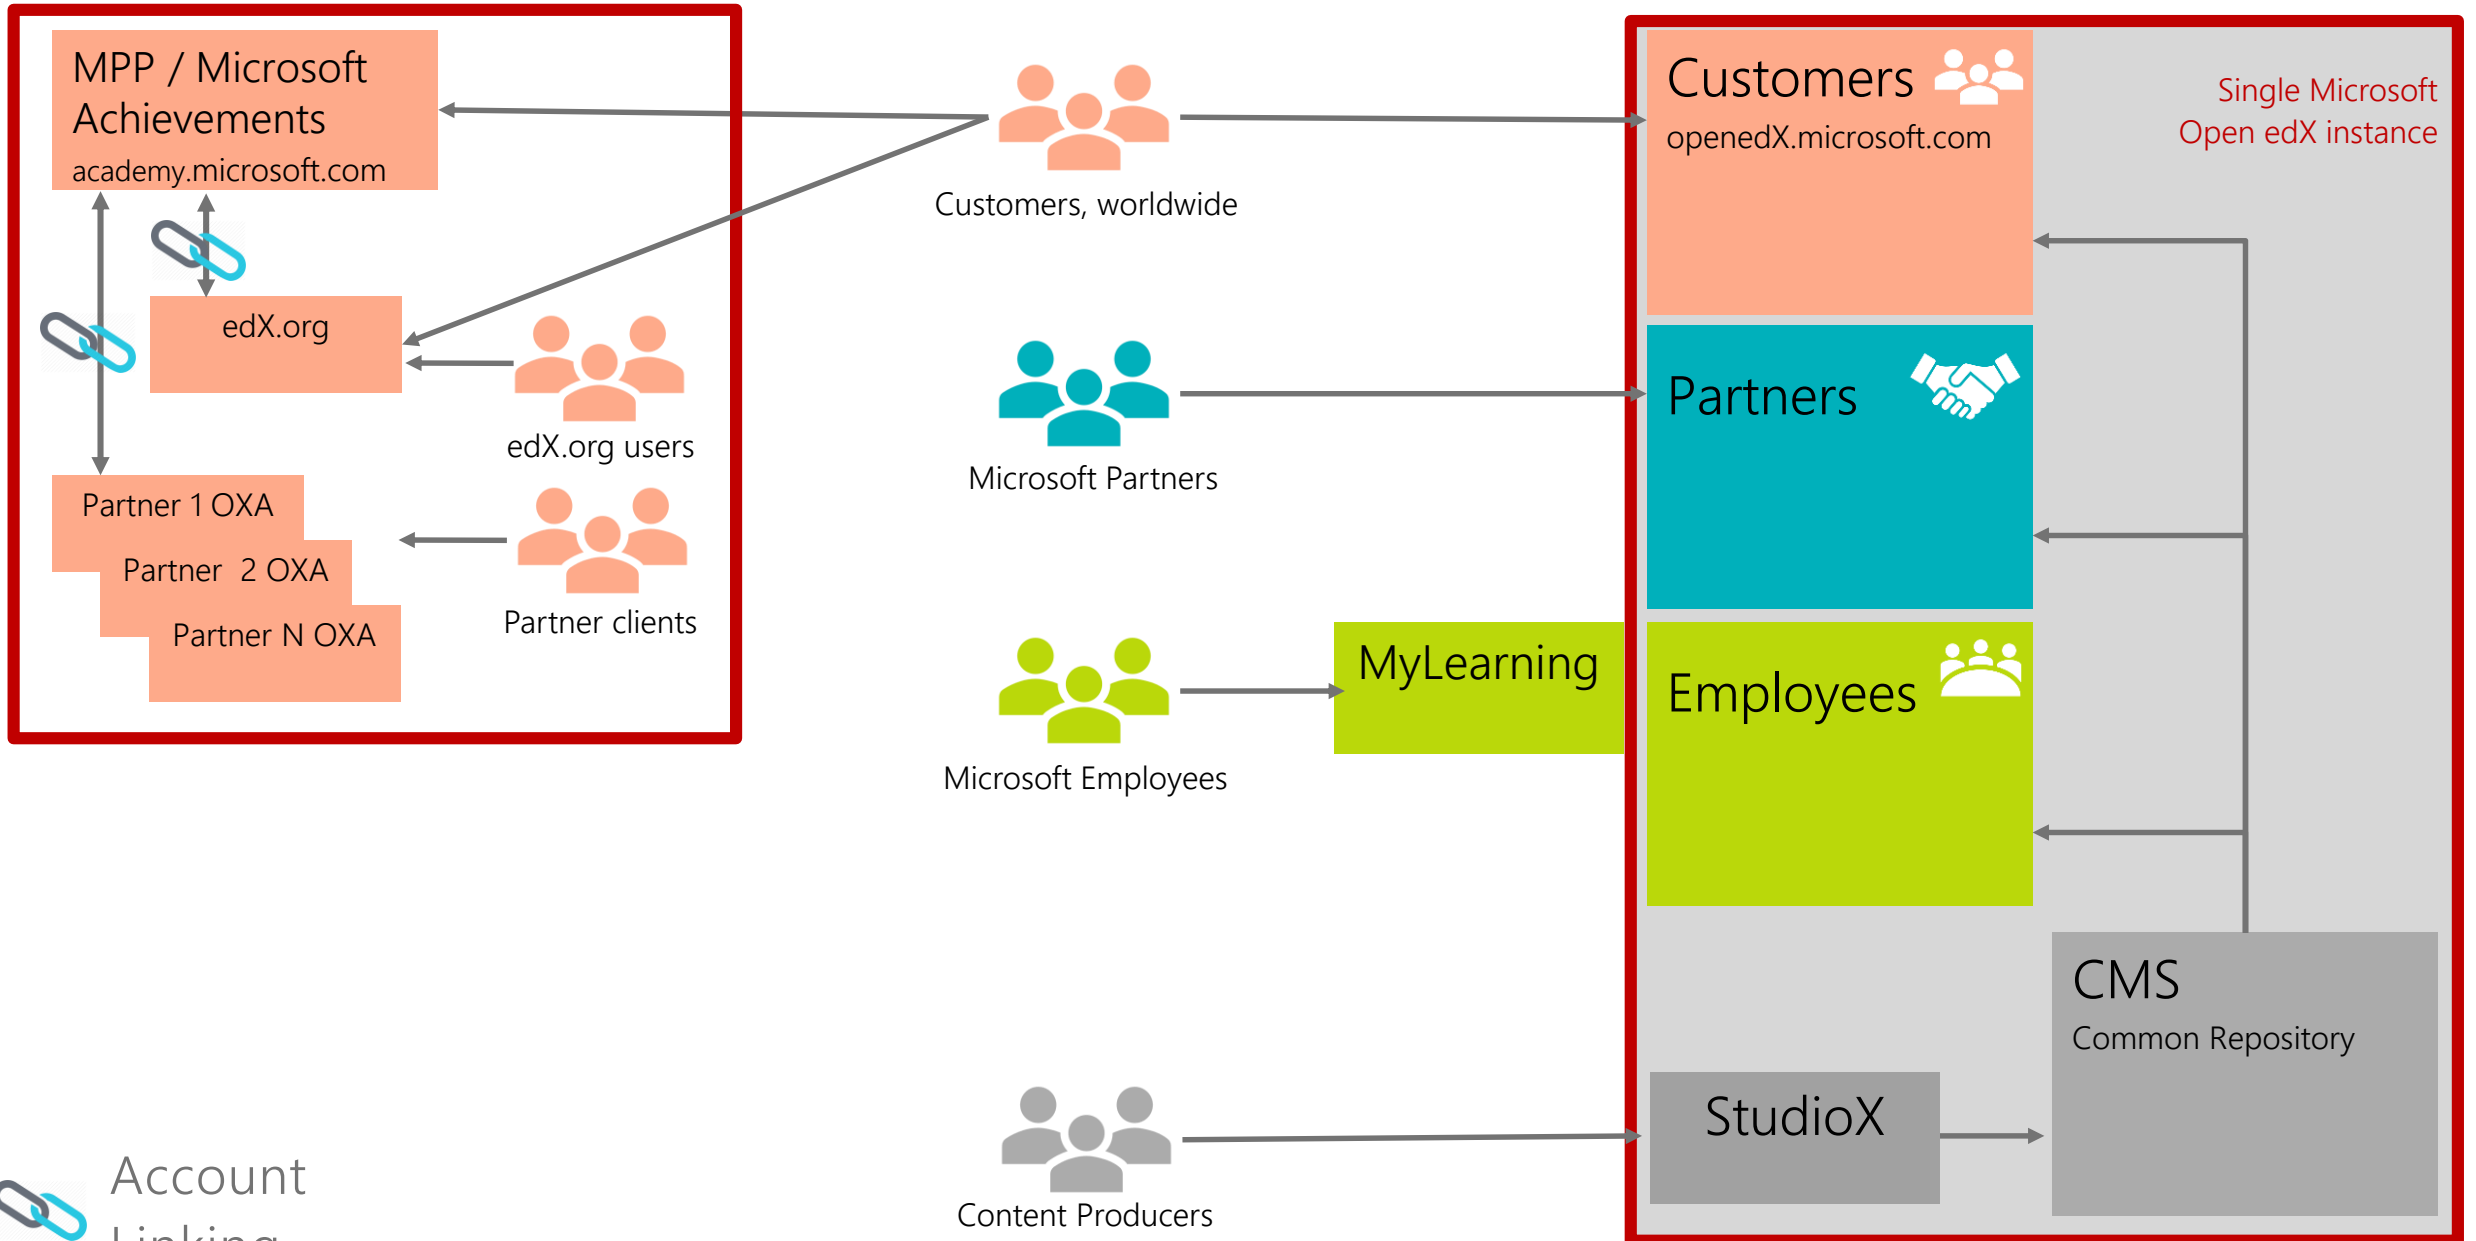 MPP / Microsoft
Achievements
academy.microsoft.com
edX.org
edX.org users
Partner 1 OXA
Partner 2 OXA
Partner N OXA
Partner clients
Customers, worldwide
Microsoft Partners
Microsoft Employees
MyLearning
Content Producers
Customers
openedX.microsoft.com
Single Microsoft
Open edX instance
Partners
Employees
CMS
Common Repository
StudioX
Account
Linking